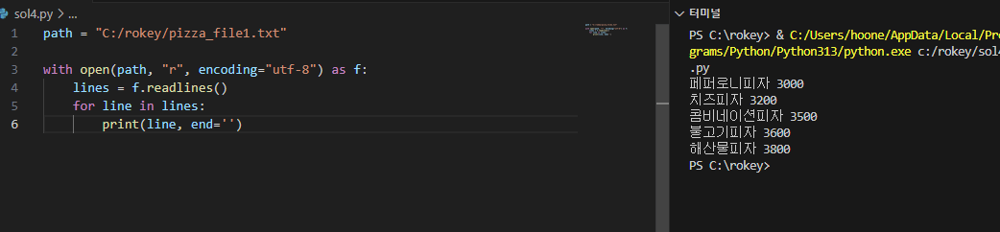 sol4.py > ...
1 path = "C:/rokey/pizza_file1.txt"
2
3 with open(path, "r", encoding="utf-8") as f:
4     lines = f.readlines()
5     for line in lines:
6         print(line, end='')
터미널
PS C:\rokey> & C:/Users/hoone/AppData/Local/Pro
grams/Python/Python313/python.exe c:/rokey/sol4
.py
페퍼로니피자 3000
치즈피자 3200
콤비네이션피자 3500
불고기피자 3600
해산물피자 3800
PS C:\rokey>